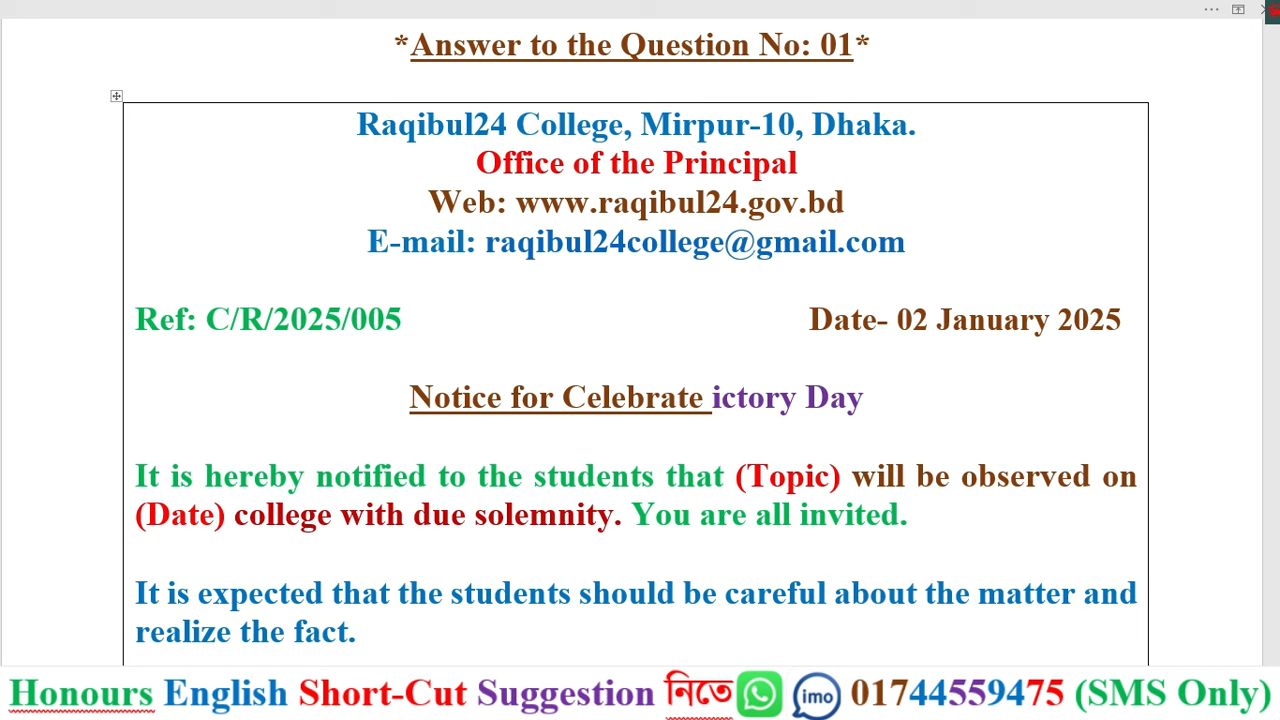 *Answer to the Question No: 01*
Raqibul24 College, Mirpur-10, Dhaka.
Office of the Principal
Web: www.raqibul24.gov.bd
E-mail: raqibul24college@gmail.com
Ref: C/R/2025/005 Date- 02 January 2025
Notice for Celebrate ictory Day
It is hereby notified to the students that (Topic) will be observed on
(Date) college with due solemnity. You are all invited.
It is expected that the students should be careful about the matter and
realize the fact.
Honours English Short-Cut Suggestion নিতে imo 01744559475 (SMS Only)